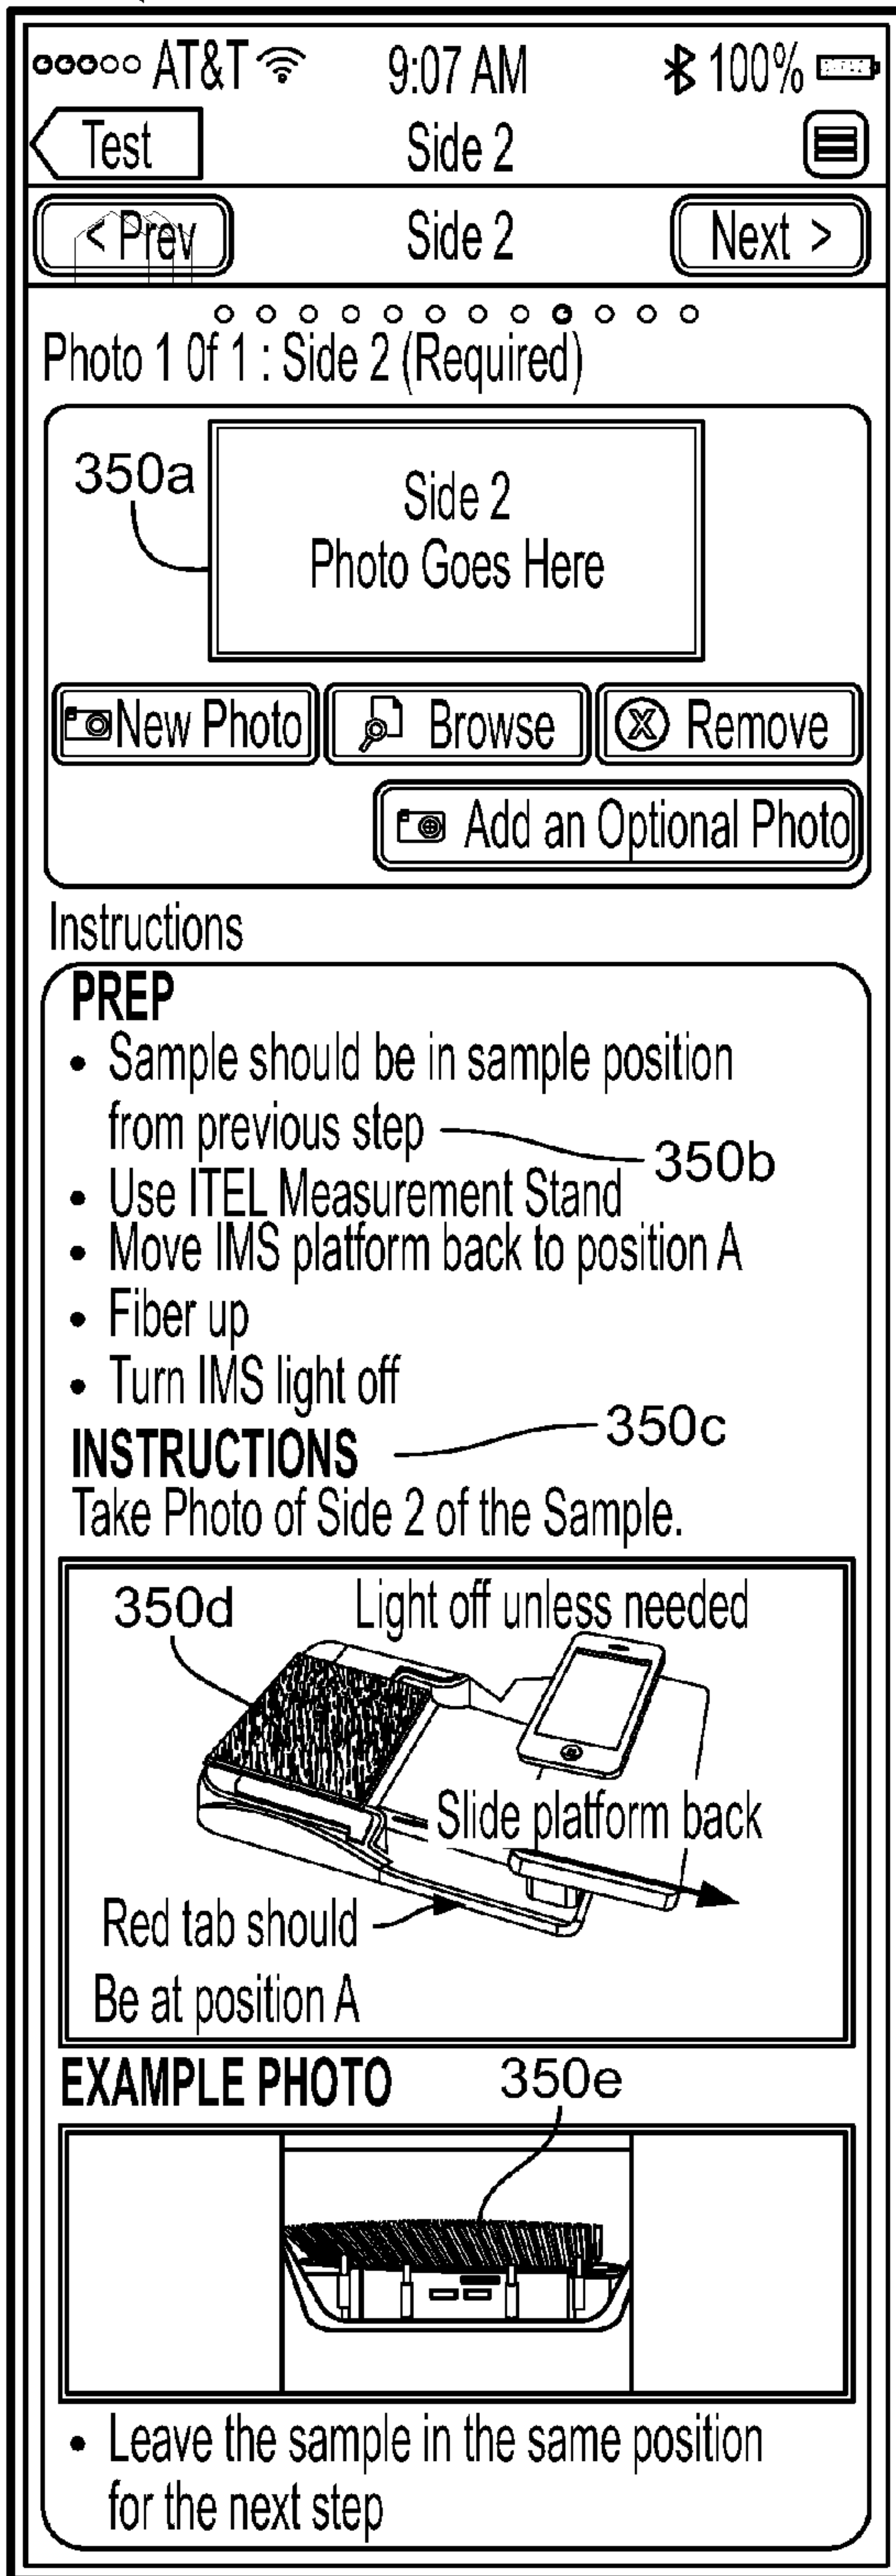 AT&T 9:07 AM 100%
Test Side 2
< Prev Side 2 Next >
Photo 1 Of 1 : Side 2 (Required)
350a
Side 2
Photo Goes Here
New Photo Browse X Remove
Add an Optional Photo
Instructions
PREP
• Sample should be in sample position
from previous step
350b
• Use ITEL Measurement Stand
• Move IMS platform back to position A
• Fiber up
• Turn IMS light off
350c
INSTRUCTIONS
Take Photo of Side 2 of the Sample.
350d Light off unless needed
Slide platform back
Red tab should
Be at position A
EXAMPLE PHOTO 350e
• Leave the sample in the same position
for the next step